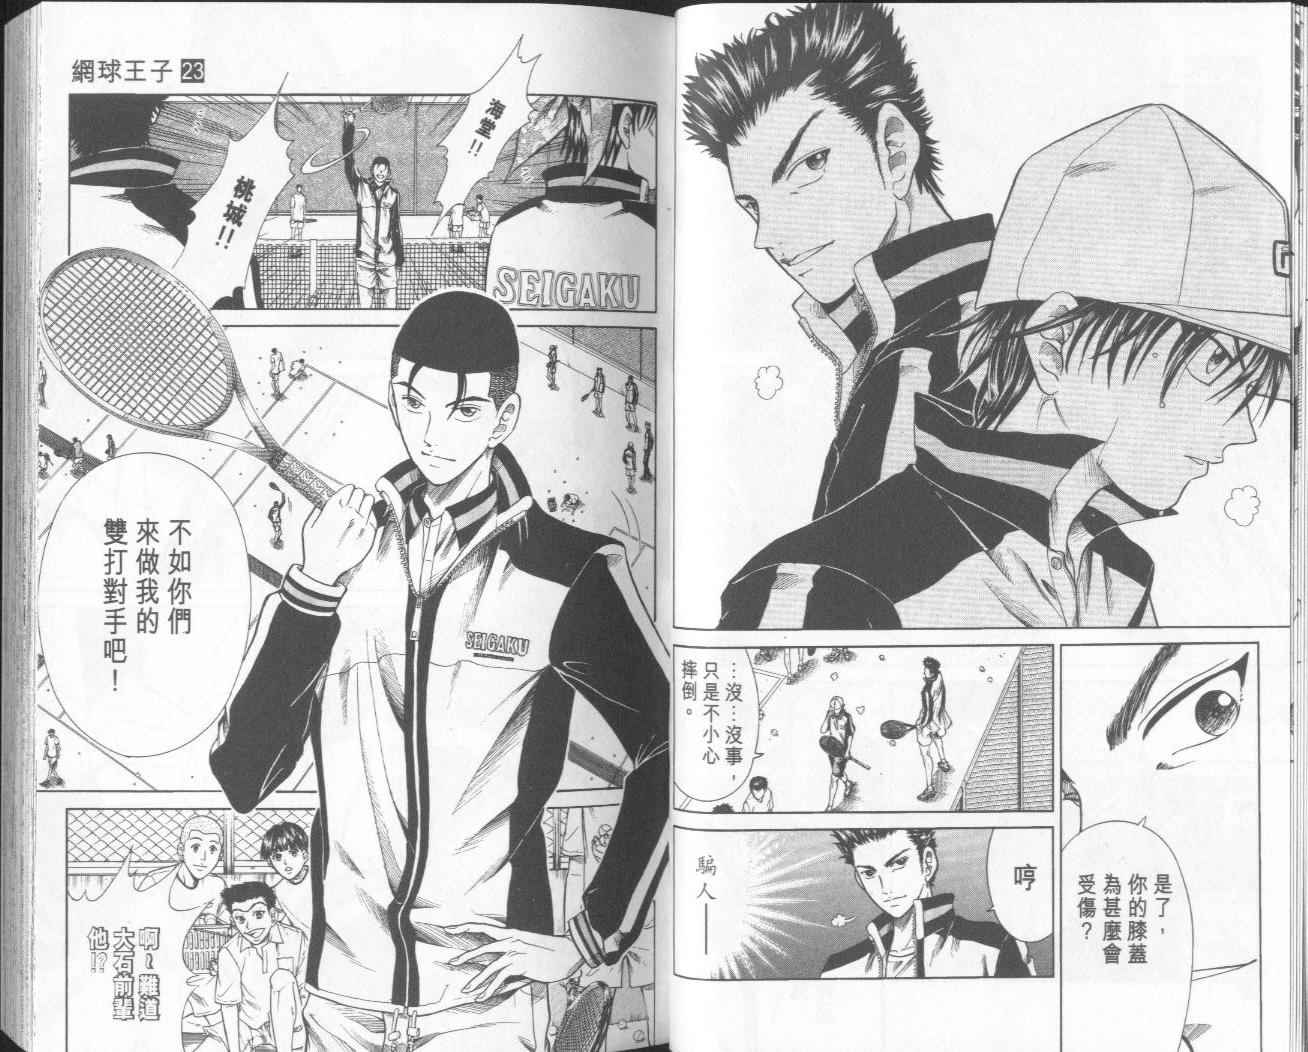 是了，
你的膝蓋
為甚麼會
受傷？
…沒…沒事，
只是不小心
摔倒。
哼
騙人——
網球王子 23
海堂!!
桃城!!
SEIGAKU
不如你們
來做我的
雙打對手吧！
SEIGAKU
啊~難道
大石前輩
他!?